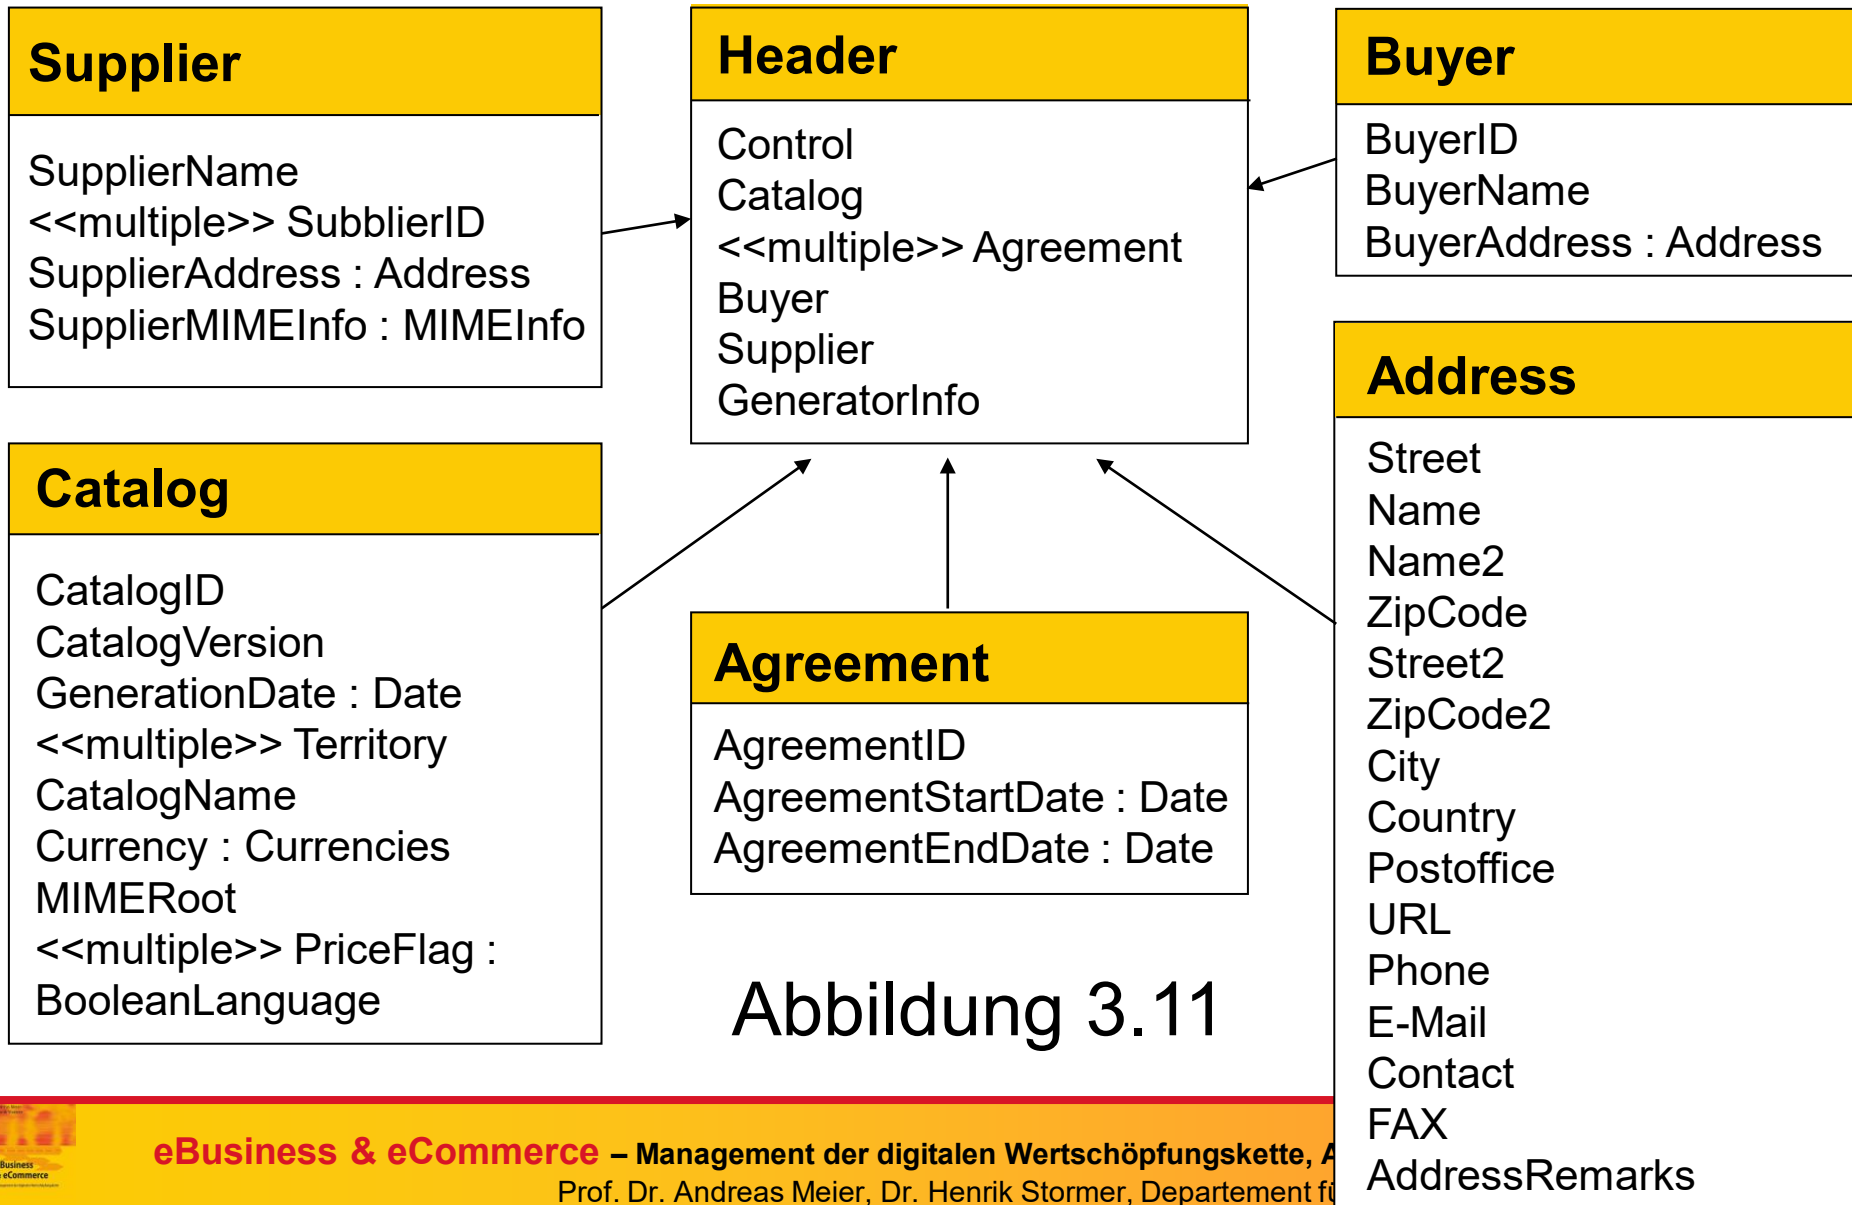 Supplier
SupplierName
<<multiple>> SubblierID
SupplierAddress : Address
SupplierMIMEInfo : MIMEInfo
Header
Control
Catalog
<<multiple>> Agreement
Buyer
Supplier
GeneratorInfo
Buyer
BuyerID
BuyerName
BuyerAddress : Address
Catalog
CatalogID
CatalogVersion
GenerationDate : Date
<<multiple>> Territory
CatalogName
Currency : Currencies
MIMERoot
<<multiple>> PriceFlag :
BooleanLanguage
Agreement
AgreementID
AgreementStartDate : Date
AgreementEndDate : Date
Address
Street
Name
Name2
ZipCode
Street2
ZipCode2
City
Country
Postoffice
URL
Phone
E-Mail
Contact
FAX
AddressRemarks
Abbildung 3.11
Business
eCommerce
eBusiness & eCommerce – Management der digitalen Wertschöpfungskette,
Prof. Dr. Andreas Meier, Dr. Henrik Stormer, Departement